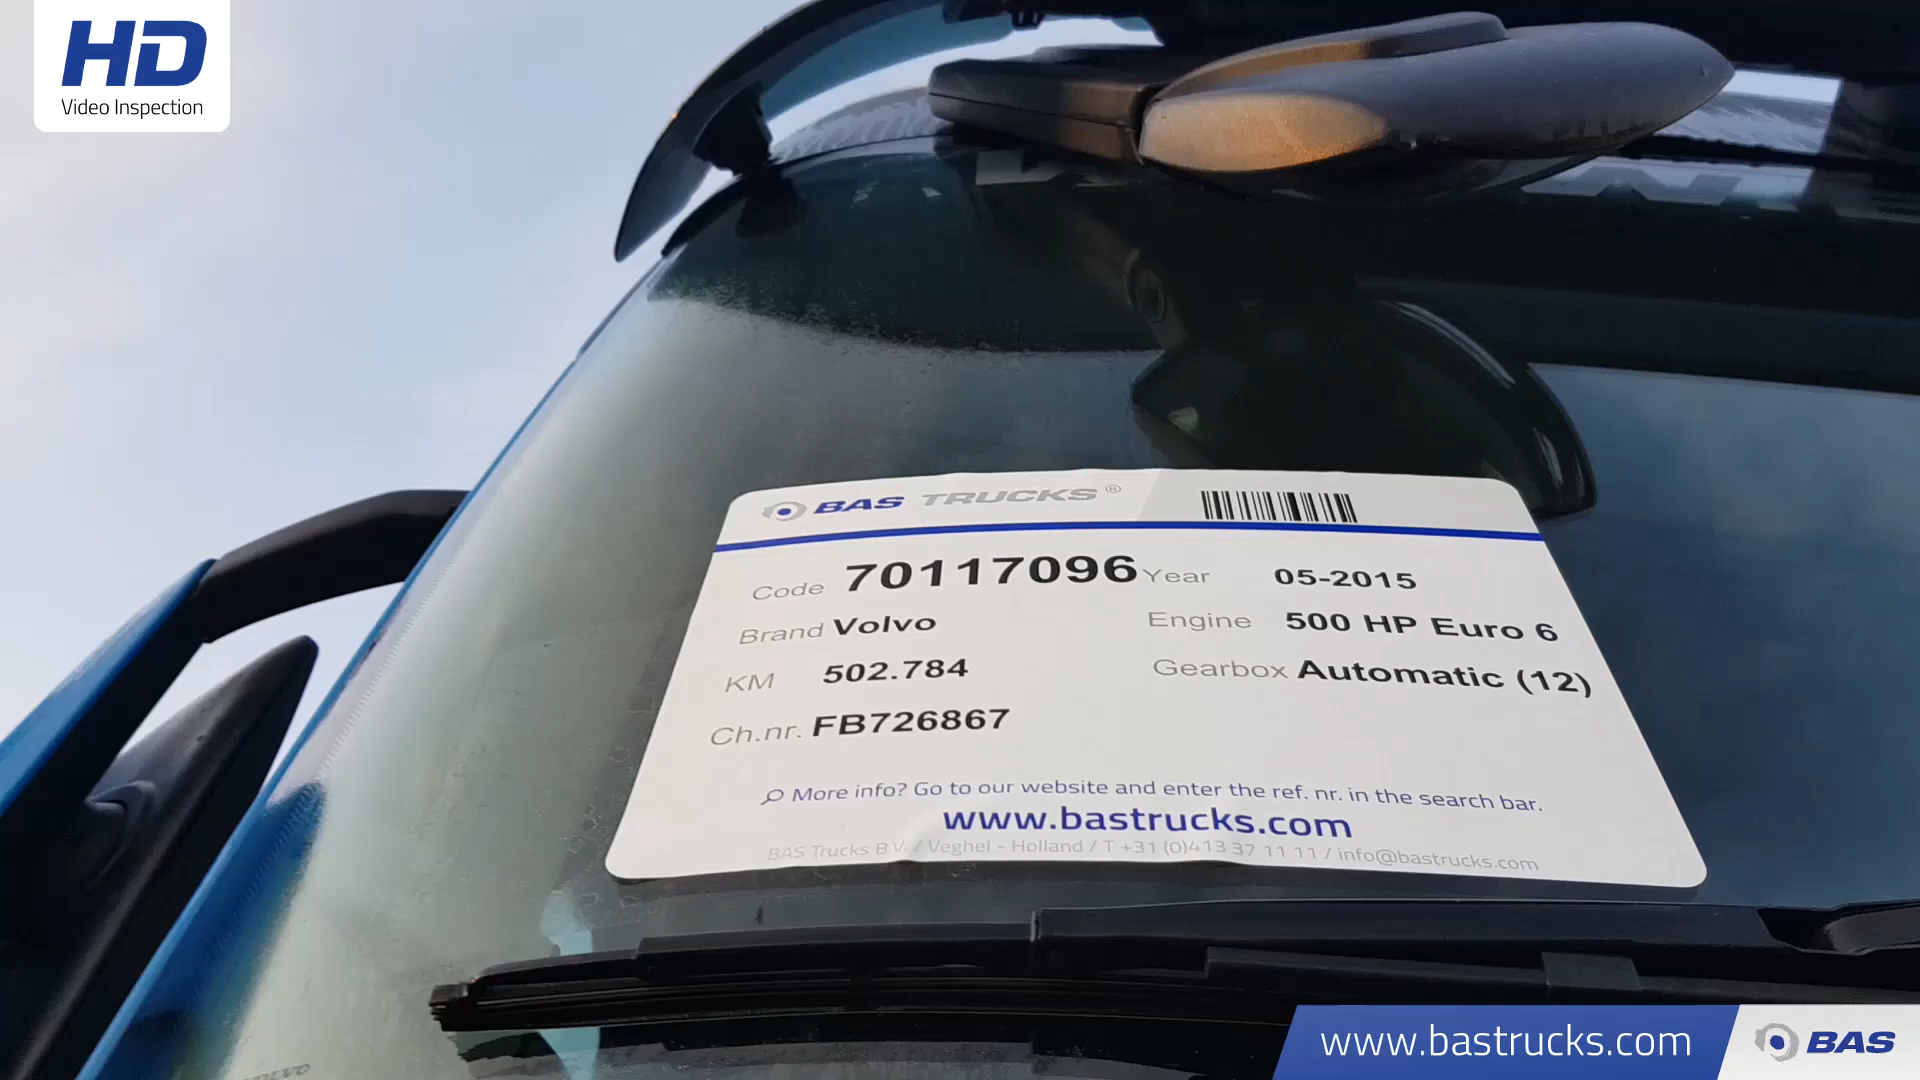 HD
Video Inspection
BAS TRUCKS®
Code 70117096 Year 05-2015
Brand Volvo Engine 500 HP Euro 6
KM 502.784 Gearbox Automatic (12)
Ch.nr. FB726867
More info? Go to our website and enter the ref. nr. in the search bar.
www.bastrucks.com
BAS Trucks B.V. / Veghel - Holland / T +31 (0)413 37 11 11 / info@bastrucks.com
VOLVO
www.bastrucks.com BAS